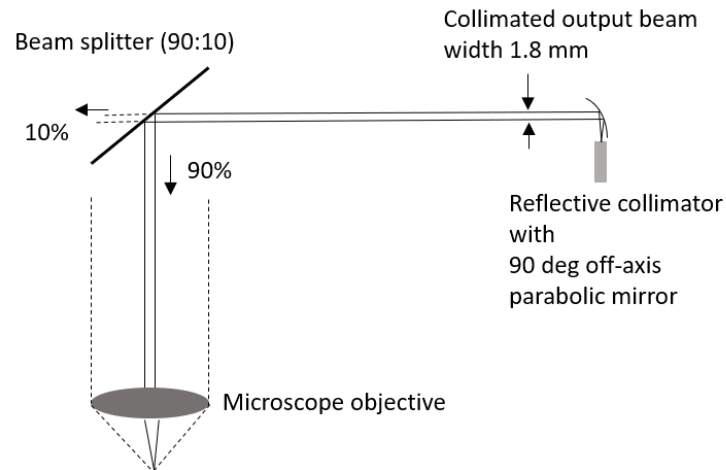 Beam splitter (90:10)
Collimated output beam
width 1.8 mm
10%
90%
Reflective collimator
with
90 deg off-axis
parabolic mirror
Microscope objective